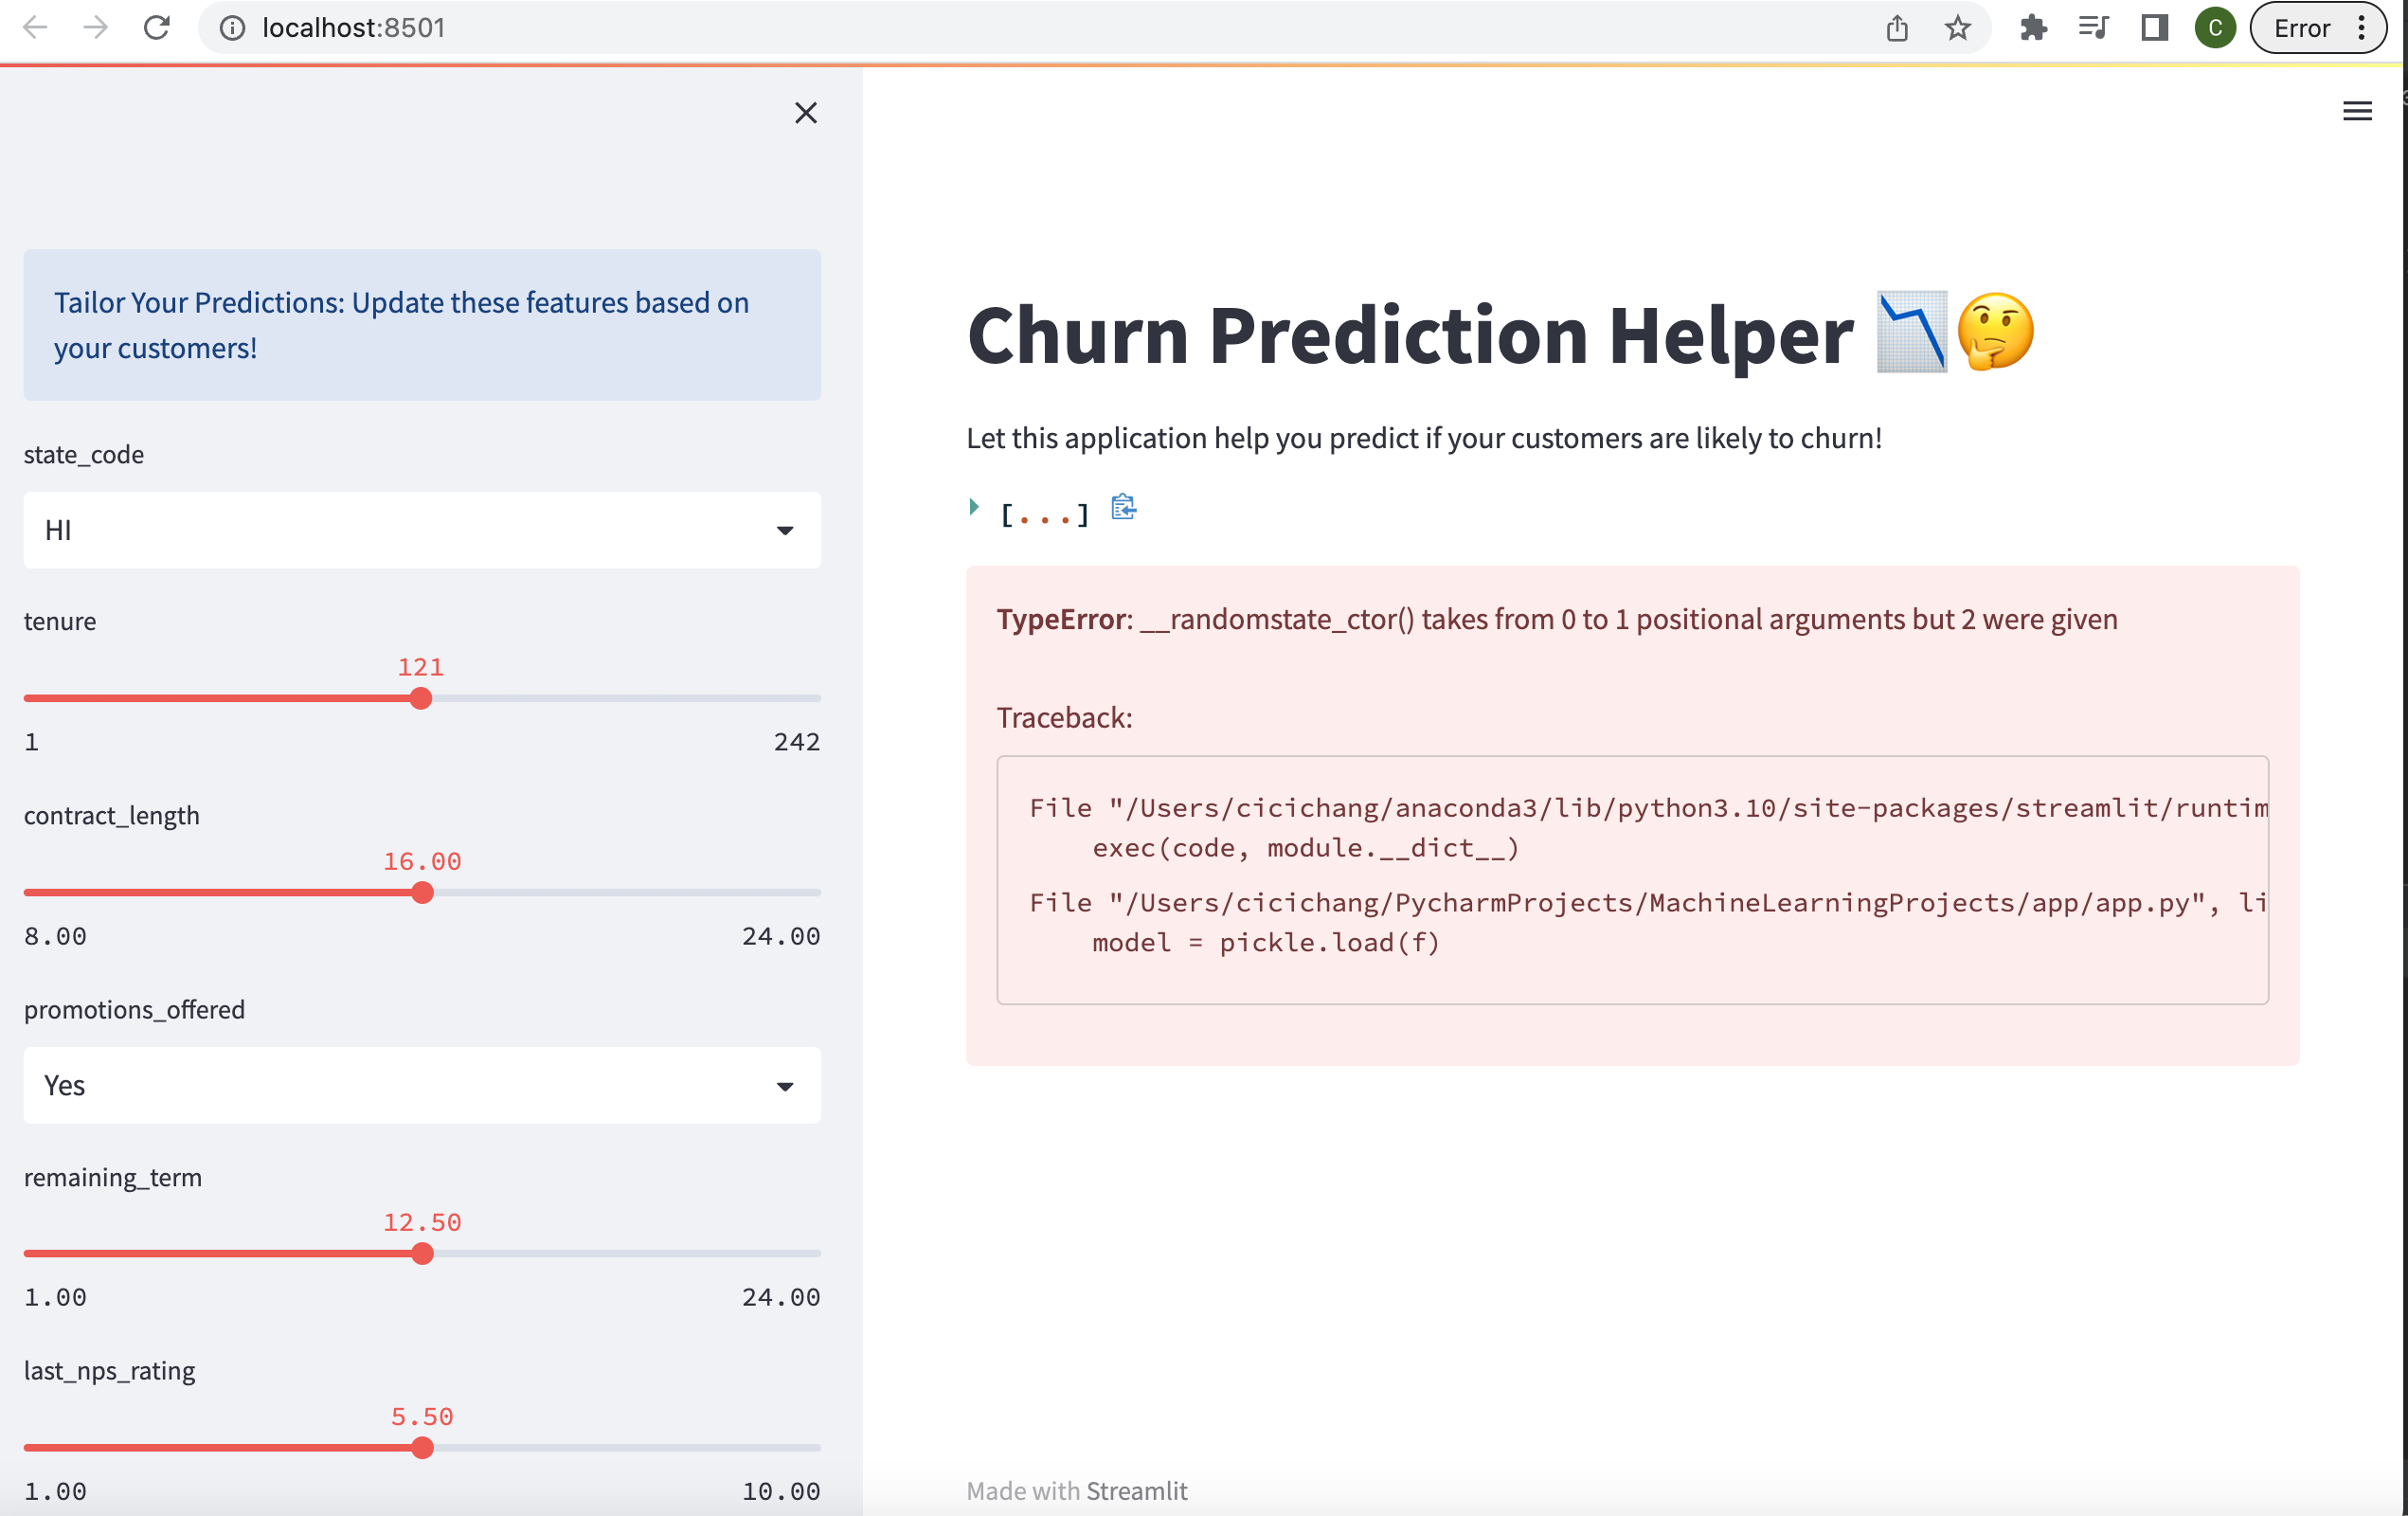 localhost:8501
C
Error
Tailor Your Predictions: Update these features based on
your customers!
state_code
HI
tenure
121
1
242
contract_length
16.00
8.00
24.00
promotions_offered
Yes
remaining_term
12.50
1.00
24.00
last_nps_rating
5.50
1.00
10.00
Churn Prediction Helper 📉🤔
Let this application help you predict if your customers are likely to churn!
[...]
TypeError: __randomstate_ctor() takes from 0 to 1 positional arguments but 2 were given
Traceback:
File "/Users/cicichang/anaconda3/lib/python3.10/site-packages/streamlit/runtim
exec(code, module.__dict__)
File "/Users/cicichang/PycharmProjects/MachineLearningProjects/app/app.py", li
model = pickle.load(f)
Made with Streamlit